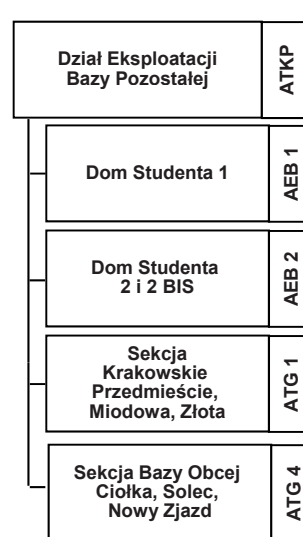 Dział Eksploatacji
Bazy Pozostałej
ATKP
Dom Studenta 1
AEB 1
Dom Studenta
2 i 2 BIS
AEB 2
Sekcja
Krakowskie
Przedmieście,
Miodowa, Złota
ATG 1
Sekcja Bazy Obcej
Ciołka, Solec,
Nowy Zjazd
ATG 4